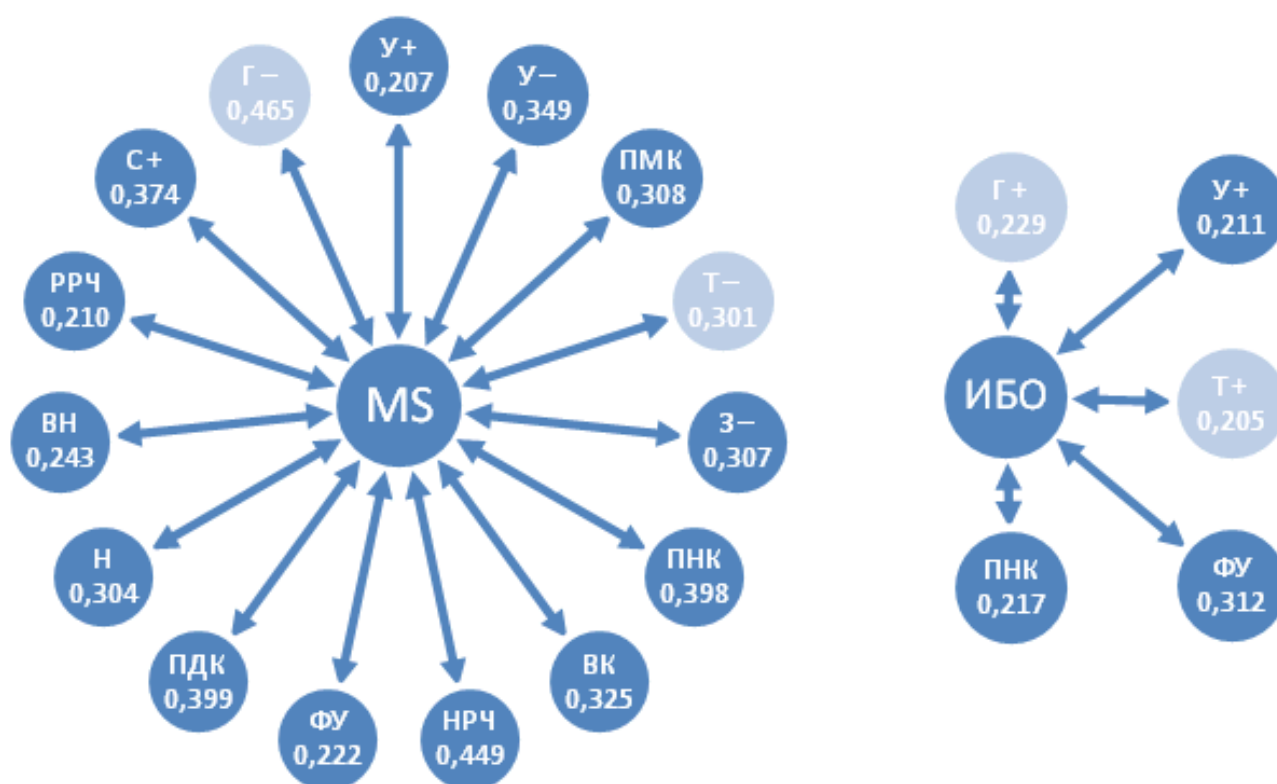 У+
0,207
У−
0,349
ПМК
0,308
Т−
0,301
З−
0,307
ПНК
0,398
ВК
0,325
НРЧ
0,449
ФУ
0,222
ПДК
0,399
Н
0,304
ВН
0,243
РРЧ
0,210
С+
0,374
Г−
0,465
MS
Г+
0,229
У+
0,211
Т+
0,205
ФУ
0,312
ПНК
0,217
ИБО